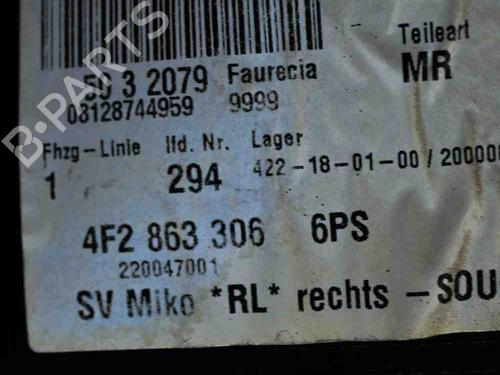 Teileart
50 3 2079 Faurecia MR
08128744959 9999
Fhzg-Linie lfd. Nr. Lager
1 294 422-18-01-00 / 200000
4F2 863 306 6PS
220047001
SV Miko *RL* rechts - SOU
B-PARTS